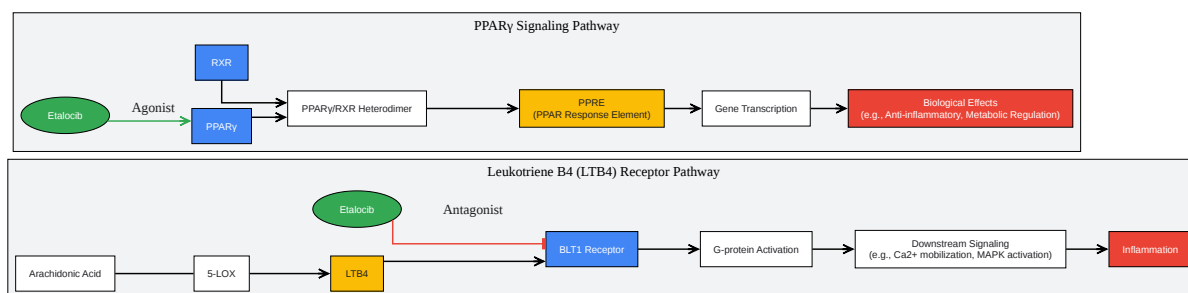 PPARγ Signaling Pathway
RXR
Etalocib
Agonist
PPARγ
PPARγ/RXR Heterodimer
PPRE
(PPAR Response Element)
Gene Transcription
Biological Effects
(e.g., Anti-inflammatory, Metabolic Regulation)
Leukotriene B4 (LTB4) Receptor Pathway
Etalocib
Antagonist
Arachidonic Acid
5-LOX
LTB4
BLT1 Receptor
G-protein Activation
Downstream Signaling
(e.g., Ca2+ mobilization, MAPK activation)
Inflammation